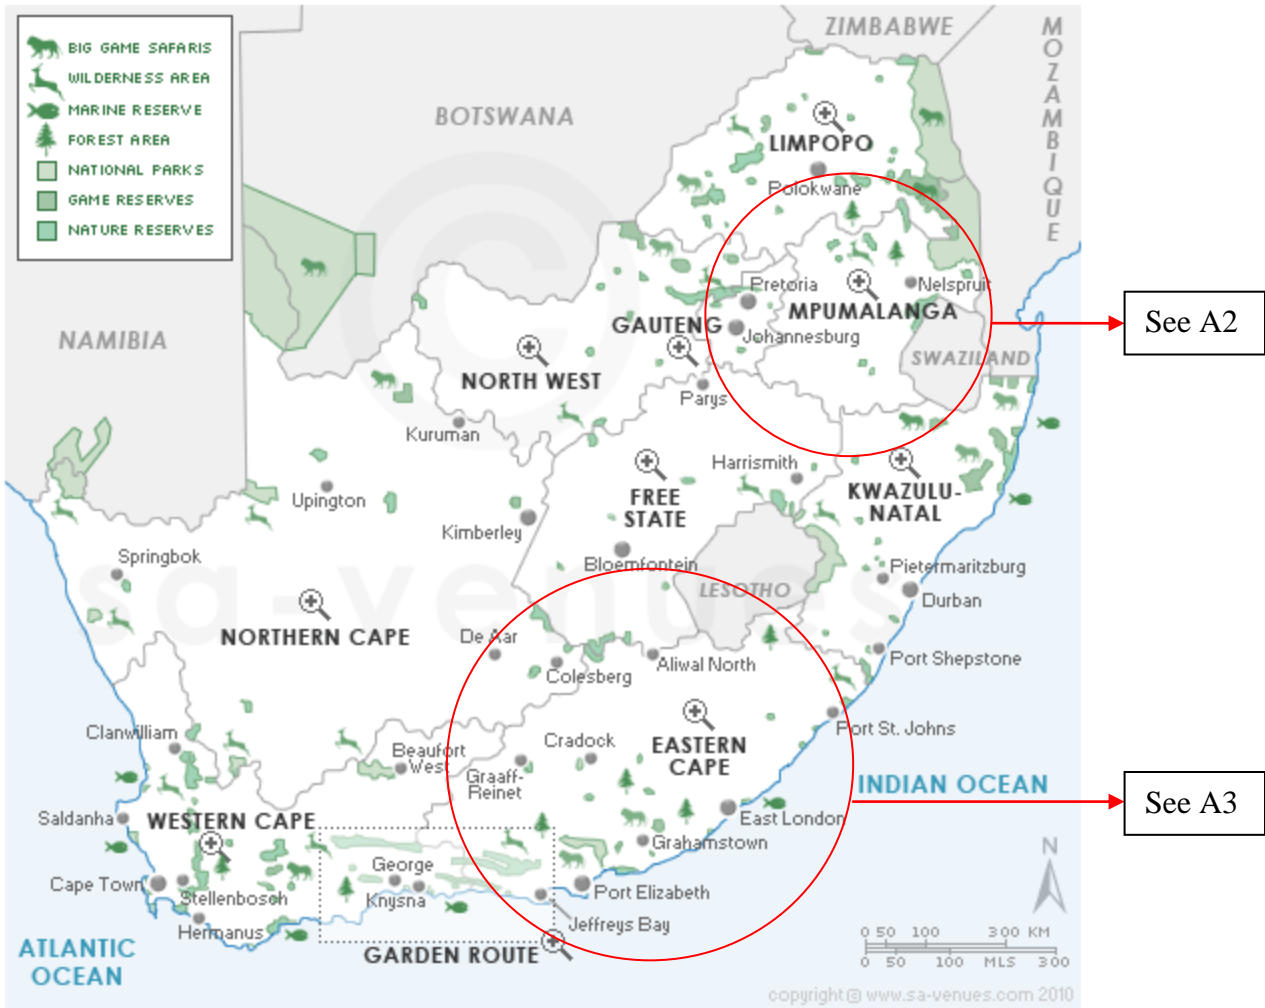 BIG GAME SAFARIS
WILDERNESS AREA
MARINE RESERVE
FOREST AREA
NATIONAL PARKS
GAME RESERVES
NATURE RESERVES
ZIMBABWE
MOZAMBIQUE
BOTSWANA
LIMPOPO
Polokwane
Pretoria
Nelspruit
MPUMALANGA
GAUTENG
Johannesburg
See A2
NAMIBIA
SWAZILAND
NORTH WEST
Parys
Kuruman
Harrismith
Upington
FREE
STATE
KWAZULU-
NATAL
Kimberley
Springbok
Bloemfontein
Pietermaritzburg
LESOTHO
Durban
sa-venues
NORTHERN CAPE
De Aar
Aliwal North
Port Shepstone
Colesberg
Clanwilliam
Port St. Johns
Beaufort
West
Cradock
EASTERN
CAPE
Graaff-
Reinet
INDIAN OCEAN
See A3
Saldanha
WESTERN CAPE
East London
Grahamstown
N
George
Cape Town
Stellenbosch
Knysna
Port Elizabeth
Jeffreys Bay
Hermanus
ATLANTIC
OCEAN
GARDEN ROUTE
0 50 100 300 KM
0 50 100 MLS 300
copyright © www.sa-venues.com 2010